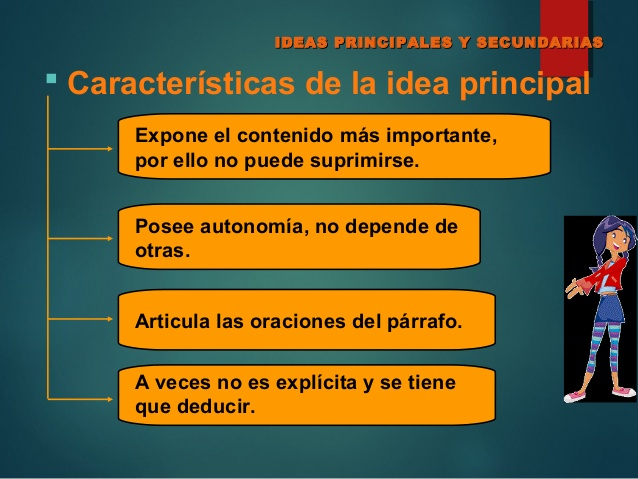 IDEAS PRINCIPALES Y SECUNDARIAS
Características de la idea principal
Expone el contenido más importante,
por ello no puede suprimirse.
Posee autonomía, no depende de
otras.
Articula las oraciones del párrafo.
A veces no es explícita y se tiene
que deducir.